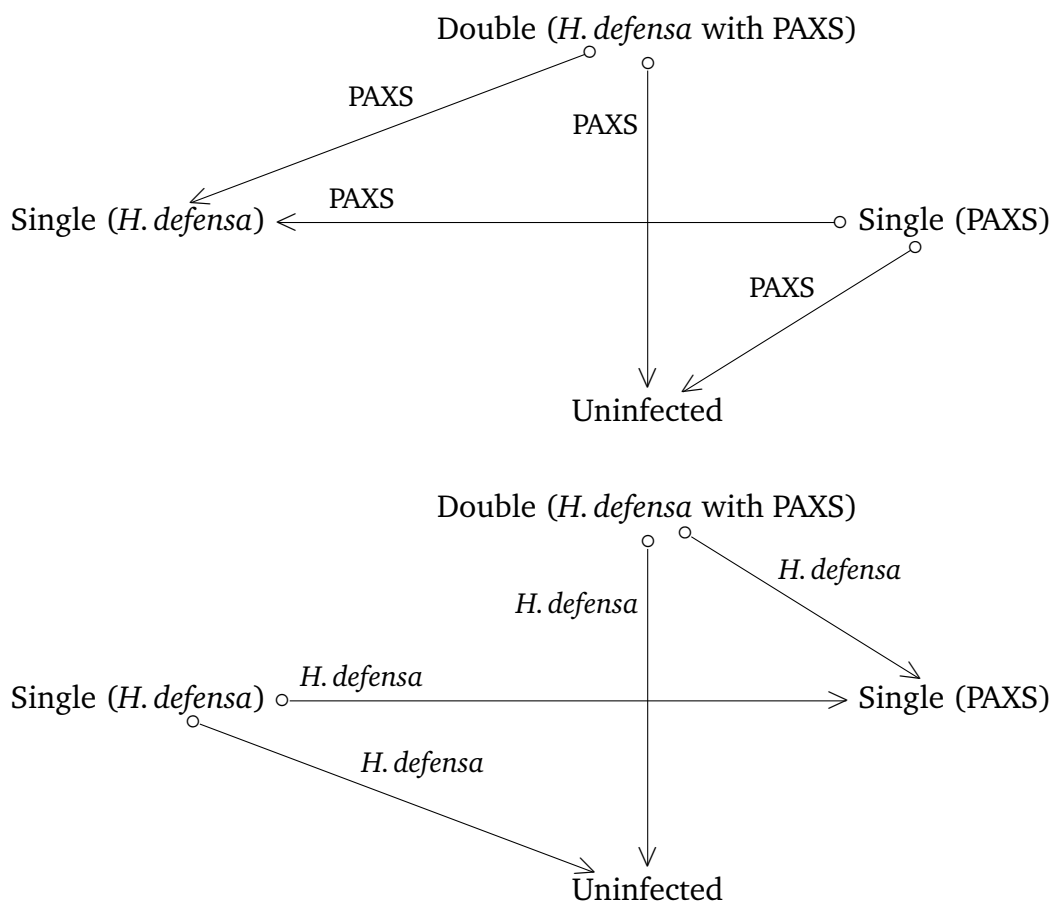 Double (H. defensa with PAXS)
PAXS
PAXS
PAXS
Single (H. defensa)
Single (PAXS)
PAXS
Uninfected
Double (H. defensa with PAXS)
H. defensa
H. defensa
H. defensa
Single (H. defensa)
Single (PAXS)
H. defensa
Uninfected